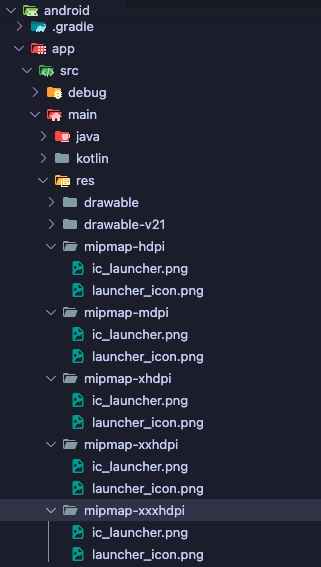 android
.gradle
app
src
debug
main
java
kotlin
res
drawable
drawable-v21
mipmap-hdpi
ic_launcher.png
launcher_icon.png
mipmap-mdpi
ic_launcher.png
launcher_icon.png
mipmap-xhdpi
ic_launcher.png
launcher_icon.png
mipmap-xxhdpi
ic_launcher.png
launcher_icon.png
mipmap-xxxhdpi
ic_launcher.png
launcher_icon.png